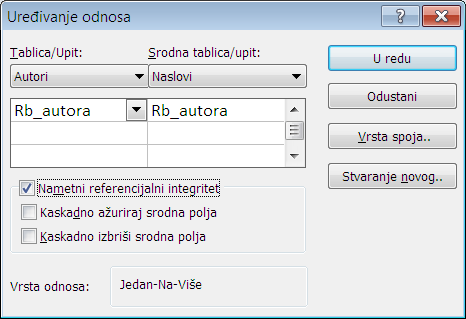 Uređivanje odnosa
Tablica/Upit: Srodna tablica/upit:
Autori Naslovi
U redu
Rb_autora Rb_autora
Odustani
Vrsta spoja..
Nametni referencijalni integritet
Stvaranje novog..
Kaskadno ažuriraj srodna polja
Kaskadno izbriši srodna polja
Vrsta odnosa: Jedan-Na-Više